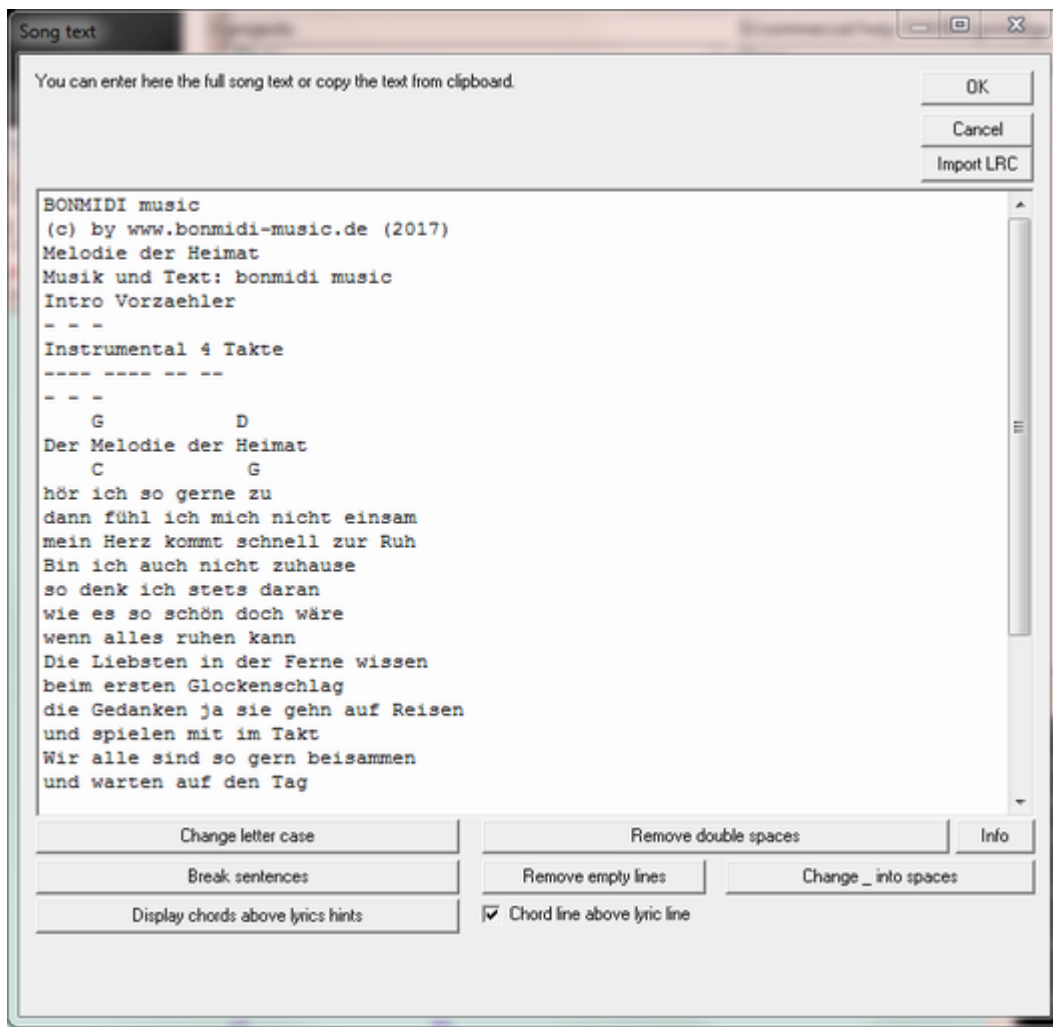 Song text
You can enter here the full song text or copy the text from clipboard.
OK
Cancel
Import LRC
BONMIDI music
(c) by www.bonmidi-music.de (2017)
Melodie der Heimat
Musik und Text: bonmidi music
Intro Vorzaehler
- - -
Instrumental 4 Takte
---- ---- -- --
- - -
    G           D
Der Melodie der Heimat
    C            G
hör ich so gerne zu
dann fühl ich mich nicht einsam
mein Herz kommt schnell zur Ruh
Bin ich auch nicht zuhause
so denk ich stets daran
wie es so schön doch wäre
wenn alles ruhen kann
Die Liebsten in der Ferne wissen
beim ersten Glockenschlag
die Gedanken ja sie gehn auf Reisen
und spielen mit im Takt
Wir alle sind so gern beisammen
und warten auf den Tag
Change letter case
Remove double spaces
Info
Break sentences
Remove empty lines
Change _ into spaces
Display chords above lyrics hints
Chord line above lyric line